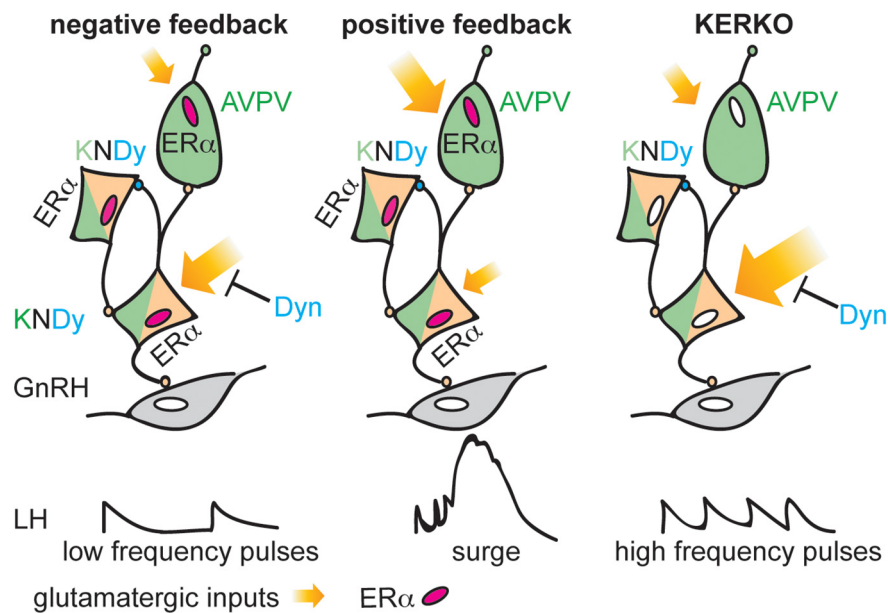 negative feedback
positive feedback
KERKO
AVPV
ERα
KNDy
ERα
KNDy
Dyn
ERα
AVPV
ERα
KNDy
ERα
ERα
AVPV
KNDy
Dyn
GnRH
LH
low frequency pulses
surge
high frequency pulses
glutamatergic inputs
ERα